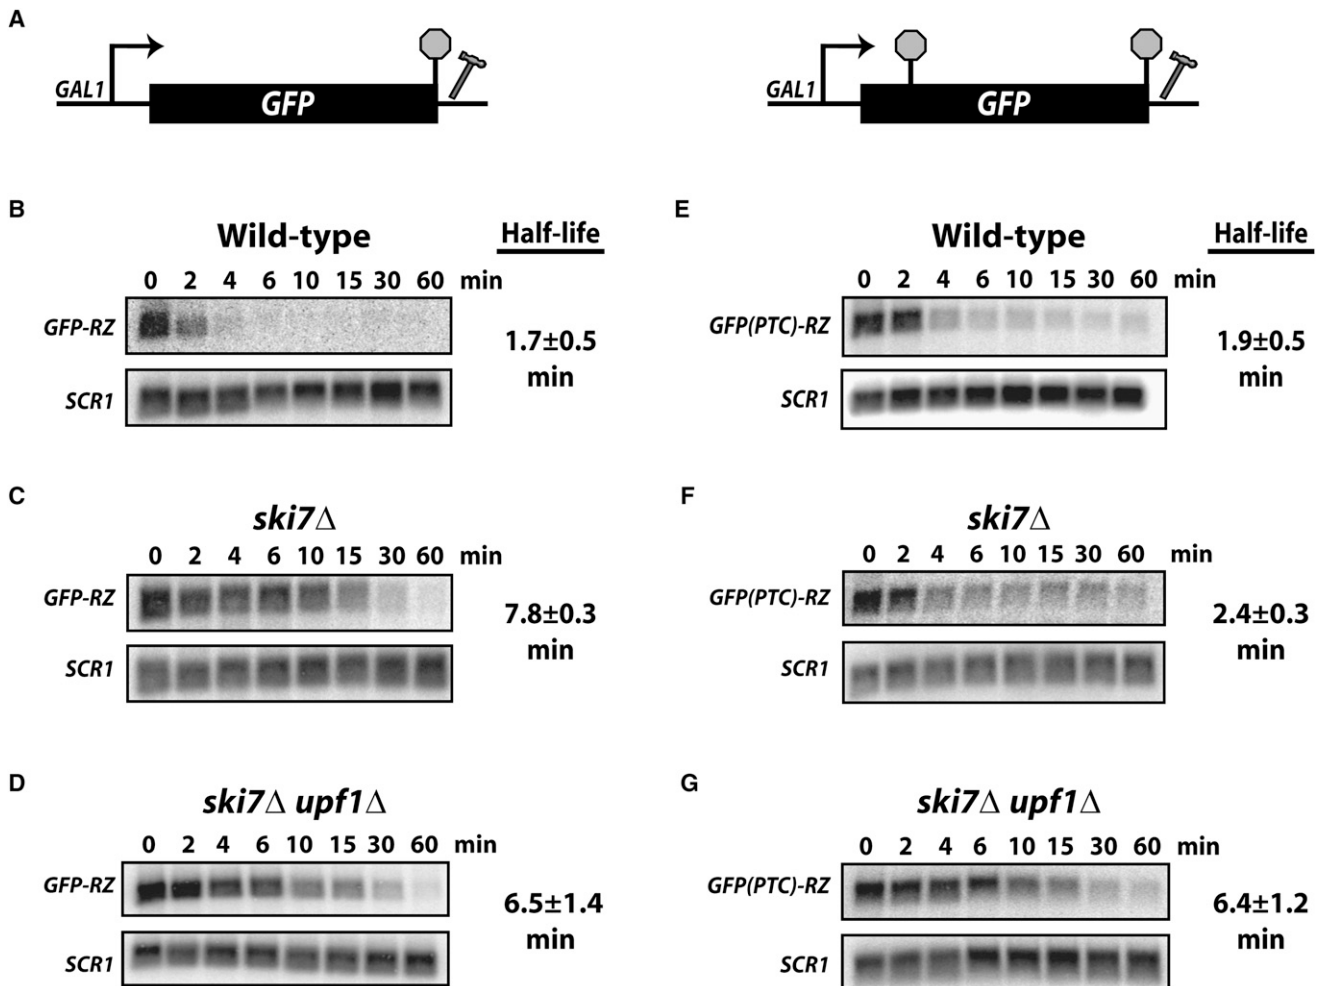 A
GAL1
GFP
GAL1
GFP
B
Wild-type
Half-life
0 2 4 6 10 15 30 60 min
GFP-RZ
1.7±0.5
min
SCR1
E
Wild-type
Half-life
0 2 4 6 10 15 30 60 min
GFP(PTC)-RZ
1.9±0.5
min
SCR1
C
ski7Δ
0 2 4 6 10 15 30 60 min
GFP-RZ
7.8±0.3
min
SCR1
F
ski7Δ
0 2 4 6 10 15 30 60 min
GFP(PTC)-RZ
2.4±0.3
min
SCR1
D
ski7Δ upf1Δ
0 2 4 6 10 15 30 60 min
GFP-RZ
6.5±1.4
min
SCR1
G
ski7Δ upf1Δ
0 2 4 6 10 15 30 60 min
GFP(PTC)-RZ
6.4±1.2
min
SCR1